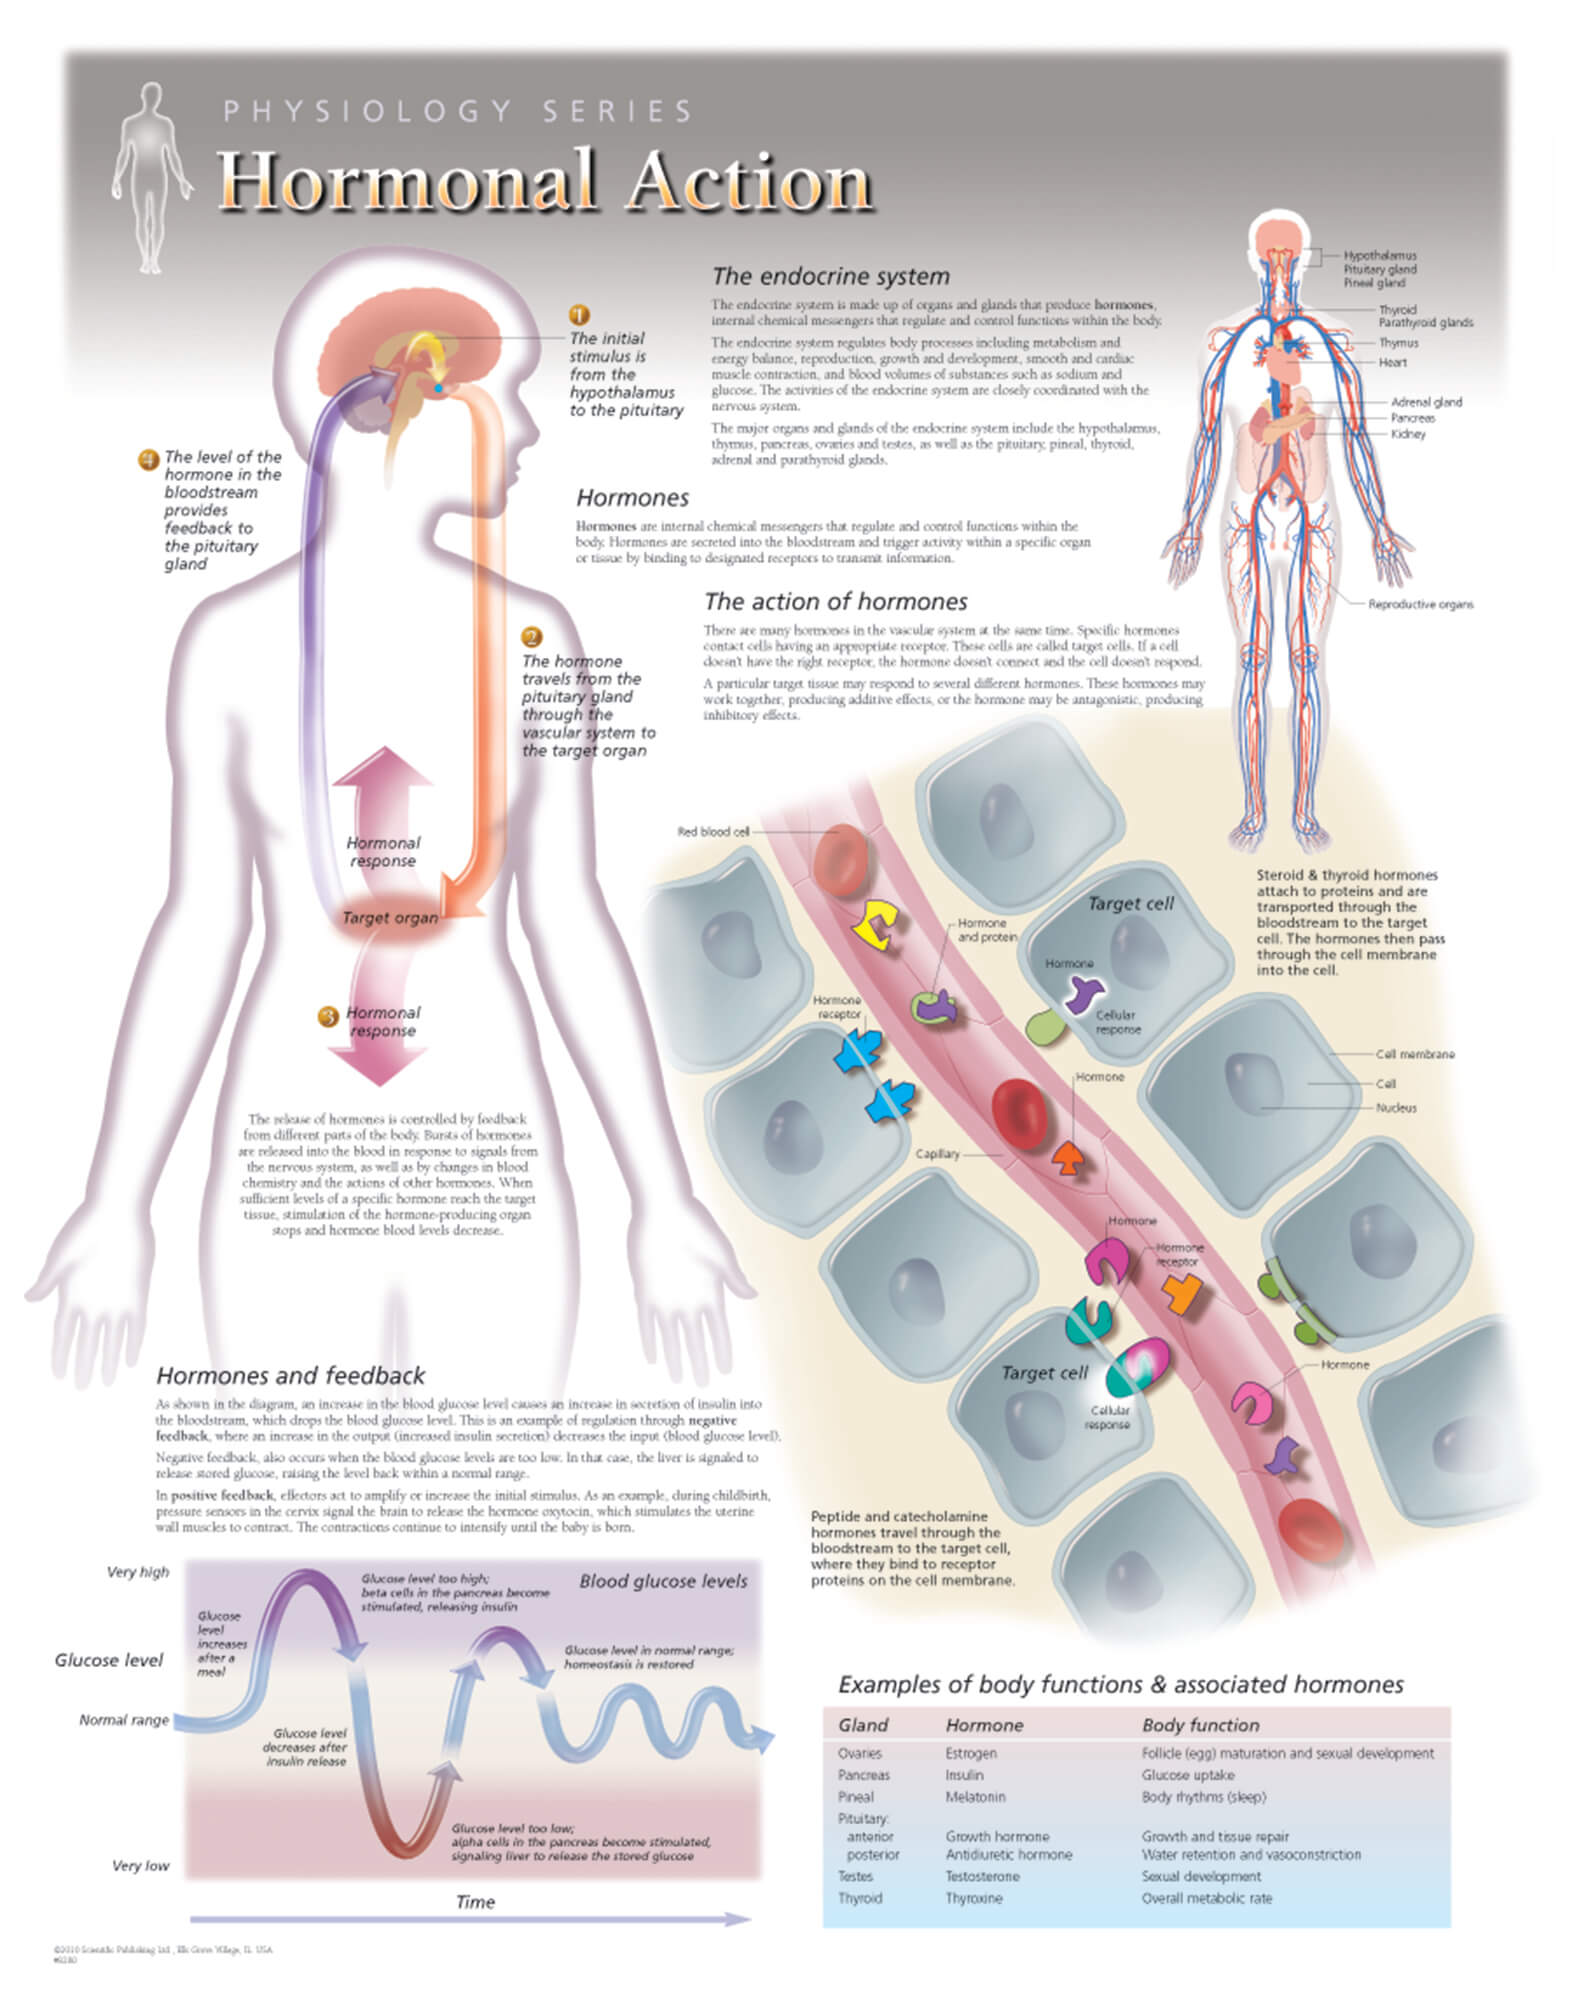 PHYSIOLOGY SERIES
Hormonal Action
1
The initial
stimulus is
from the
hypothalamus
to the pituitary
4
The level of the
hormone in the
bloodstream
provides
feedback to
the pituitary
gland
2
The hormone
travels from the
pituitary gland
through the
vascular system to
the target organ
Hormonal
response
Target organ
3
Hormonal
response
The release of hormones is controlled by feedback
from different parts of the body. Bursts of hormones
are released into the blood in response to signals from
the nervous system, as well as by changes in blood
chemistry and the actions of other hormones. When
sufficient levels of a specific hormone reach the target
tissue, stimulation of the hormone-producing organ
stops and hormone blood levels decrease.
The endocrine system
The endocrine system is made up of organs and glands that produce hormones,
internal chemical messengers that regulate and control functions within the body.
The endocrine system regulates body processes including metabolism and
energy balance, reproduction, growth and development, smooth and cardiac
muscle contraction, and blood volumes of substances such as sodium and
glucose. The activities of the endocrine system are closely coordinated with the
nervous system.
The major organs and glands of the endocrine system include the hypothalamus,
thymus, pancreas, ovaries and testes, as well as the pituitary, pineal, thyroid,
adrenal and parathyroid glands.
Hormones
Hormones are internal chemical messengers that regulate and control functions within the
body. Hormones are secreted into the bloodstream and trigger activity within a specific organ
or tissue by binding to designated receptors to transmit information.
The action of hormones
There are many hormones in the vascular system at the same time. Specific hormones
contact cells having an appropriate receptor. These cells are called target cells. If a cell
doesn't have the right receptor, the hormone doesn't connect and the cell doesn't respond.
A particular target tissue may respond to several different hormones. These hormones may
work together, producing additive effects, or the hormone may be antagonistic, producing
inhibitory effects.
Hypothalamus
Pituitary gland
Pineal gland
Thyroid
Parathyroid glands
Thymus
Heart
Adrenal gland
Pancreas
Kidney
Reproductive organs
Red blood cell
Target cell
Hormone
and protein
Hormone
Cellular
response
Hormone
receptor
Steroid & thyroid hormones
attach to proteins and are
transported through the
bloodstream to the target
cell. The hormones then pass
through the cell membrane
into the cell.
Cell membrane
Cell
Nucleus
Hormone
Capillary
Hormone
Hormone
receptor
Target cell
Cellular
response
Hormone
Peptide and catecholamine
hormones travel through the
bloodstream to the target cell,
where they bind to receptor
proteins on the cell membrane.
Hormones and feedback
As shown in the diagram, an increase in the blood glucose level causes an increase in secretion of insulin into
the bloodstream, which drops the blood glucose level. This is an example of regulation through negative
feedback, where an increase in the output (increased insulin secretion) decreases the input (blood glucose level).
Negative feedback, also occurs when the blood glucose levels are too low. In that case, the liver is signaled to
release stored glucose, raising the level back within a normal range.
In positive feedback, effectors act to amplify or increase the initial stimulus. As an example, during childbirth,
pressure sensors in the cervix signal the brain to release the hormone oxytocin, which stimulates the uterine
wall muscles to contract. The contractions continue to intensify until the baby is born.
Very high
Glucose level
Normal range
Very low
Glucose
level
increases
after a
meal
Glucose level too high;
beta cells in the pancreas become
stimulated, releasing insulin
Blood glucose levels
Glucose level in normal range;
homeostasis is restored
Glucose level
decreases after
insulin release
Glucose level too low;
alpha cells in the pancreas become stimulated,
signaling liver to release the stored glucose
Time
Examples of body functions & associated hormones
Gland Hormone Body function
Ovaries Estrogen Follicle (egg) maturation and sexual development
Pancreas Insulin Glucose uptake
Pineal Melatonin Body rhythms (sleep)
Pituitary:
anterior Growth hormone Growth and tissue repair
posterior Antidiuretic hormone Water retention and vasoconstriction
Testes Testosterone Sexual development
Thyroid Thyroxine Overall metabolic rate
©2010 Scientific Publishing Ltd., Elk Grove Village, IL USA